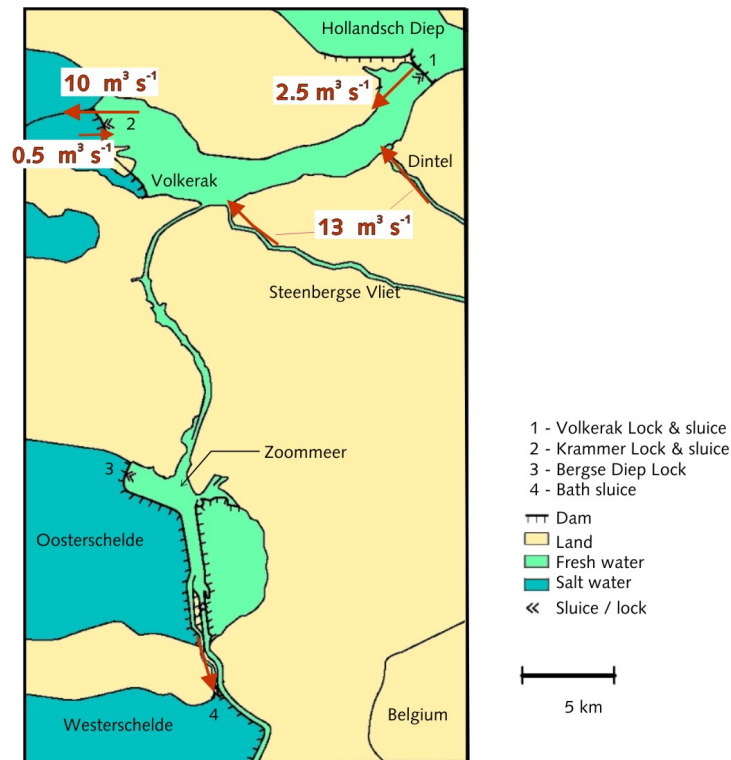 Hollandsch Diep
1
10 m³ s⁻¹
2.5 m³ s⁻¹
2
0.5 m³ s⁻¹
Dintel
Volkerak
13 m³ s⁻¹
Steenbergse Vliet
Zoommeer
3
Oosterschelde
4
Westerschelde
Belgium
1 - Volkerak Lock & sluice
2 - Krammer Lock & sluice
3 - Bergse Diep Lock
4 - Bath sluice
Dam
Land
Fresh water
Salt water
Sluice / lock
5 km